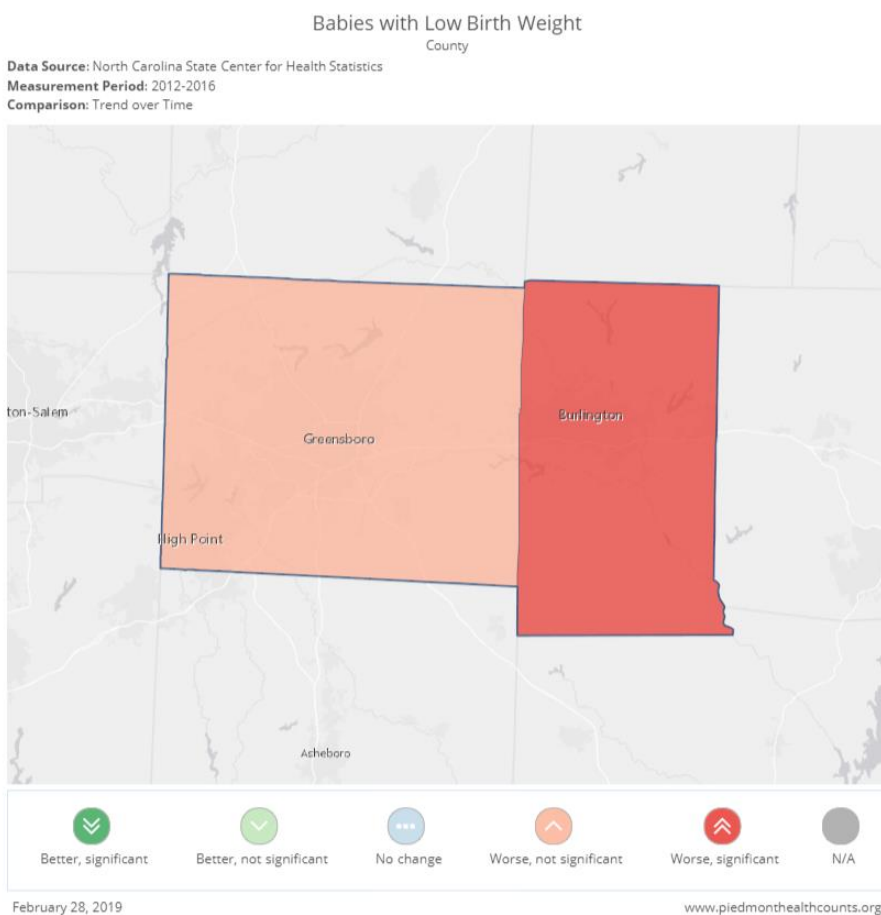 Babies with Low Birth Weight
County
Data Source: North Carolina State Center for Health Statistics
Measurement Period: 2012-2016
Comparison: Trend over Time
ton-Salem
Greensboro
Burlington
High Point
Asheboro
Better, significant
Better, not significant
No change
Worse, not significant
Worse, significant
N/A
February 28, 2019
www.piedmonthealthcounts.org